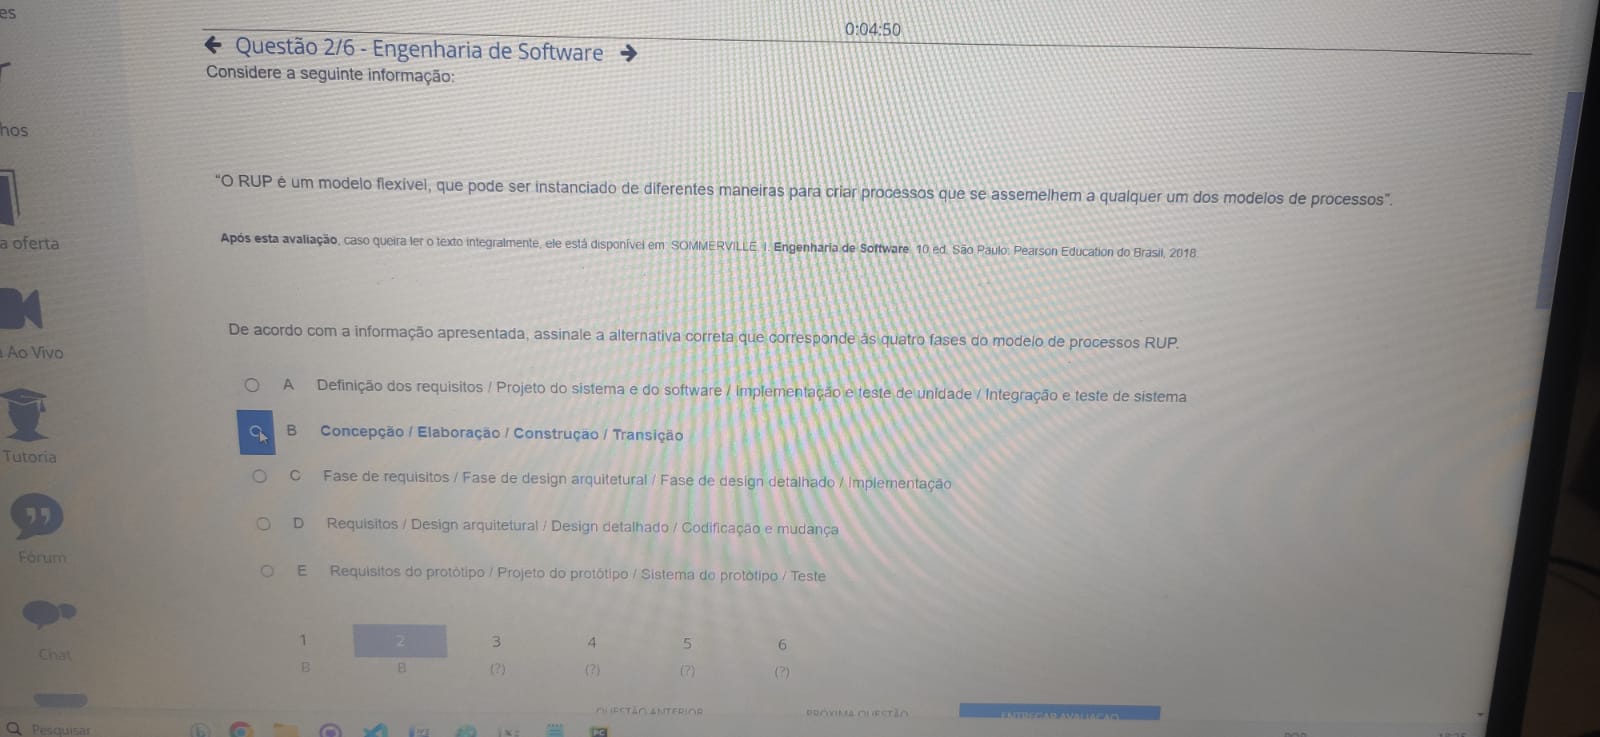 es
0:04:50
Questão 2/6 - Engenharia de Software
Considere a seguinte informação:
hos
"O RUP é um modelo flexível, que pode ser instanciado de diferentes maneiras para criar processos que se assemelhem a qualquer um dos modelos de processos".
a oferta
Após esta avaliação, caso queira ler o texto integralmente, ele está disponível em: SOMMERVILLE, I. Engenharia de Software. 10 ed. São Paulo: Pearson Education do Brasil, 2018.
De acordo com a informação apresentada, assinale a alternativa correta que corresponde às quatro fases do modelo de processos RUP.
Ao Vivo
A Definição dos requisitos / Projeto do sistema e do software / Implementação e teste de unidade / Integração e teste de sistema
B Concepção / Elaboração / Construção / Transição
Tutoria
C Fase de requisitos / Fase de design arquitetural / Fase de design detalhado / Implementação
D Requisitos / Design arquitetural / Design detalhado / Codificação e mudança
Fórum
E Requisitos do protótipo / Projeto do protótipo / Sistema do protótipo / Teste
1 2 3 4 5 6
Chat
B B (?) (?) (?) (?)
QUESTÃO ANTERIOR PRÓXIMA QUESTÃO ENTREGAR AVALIAÇÃO
Pesquisar
PC